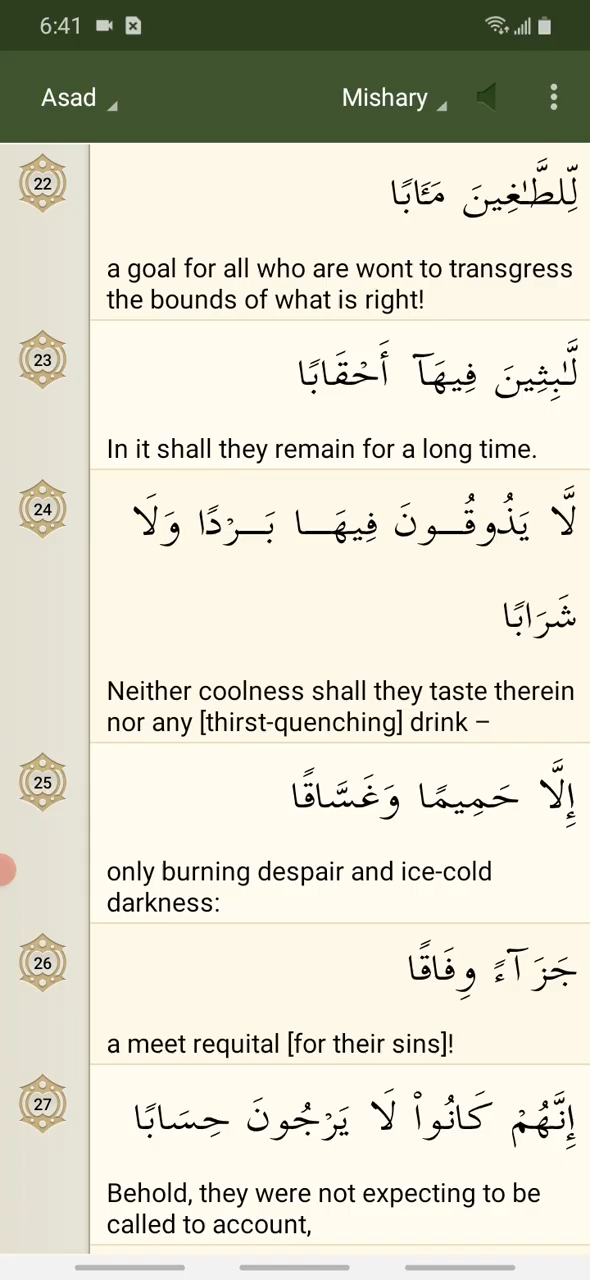 6:41
Asad
Mishary
22
لِّلطَّـٰغِينَ مَـَٔابًا
a goal for all who are wont to transgress
the bounds of what is right!
23
لَّـٰبِثِينَ فِيهَآ أَحْقَابًا
In it shall they remain for a long time.
24
لَّا يَذُوقُونَ فِيهَا بَرْدًا وَلَا
شَرَابًا
Neither coolness shall they taste therein
nor any [thirst-quenching] drink –
25
إِلَّا حَمِيمًا وَغَسَّاقًا
only burning despair and ice-cold
darkness:
26
جَزَآءً وِفَاقًا
a meet requital [for their sins]!
27
إِنَّهُمْ كَانُوا۟ لَا يَرْجُونَ حِسَابًا
Behold, they were not expecting to be
called to account,